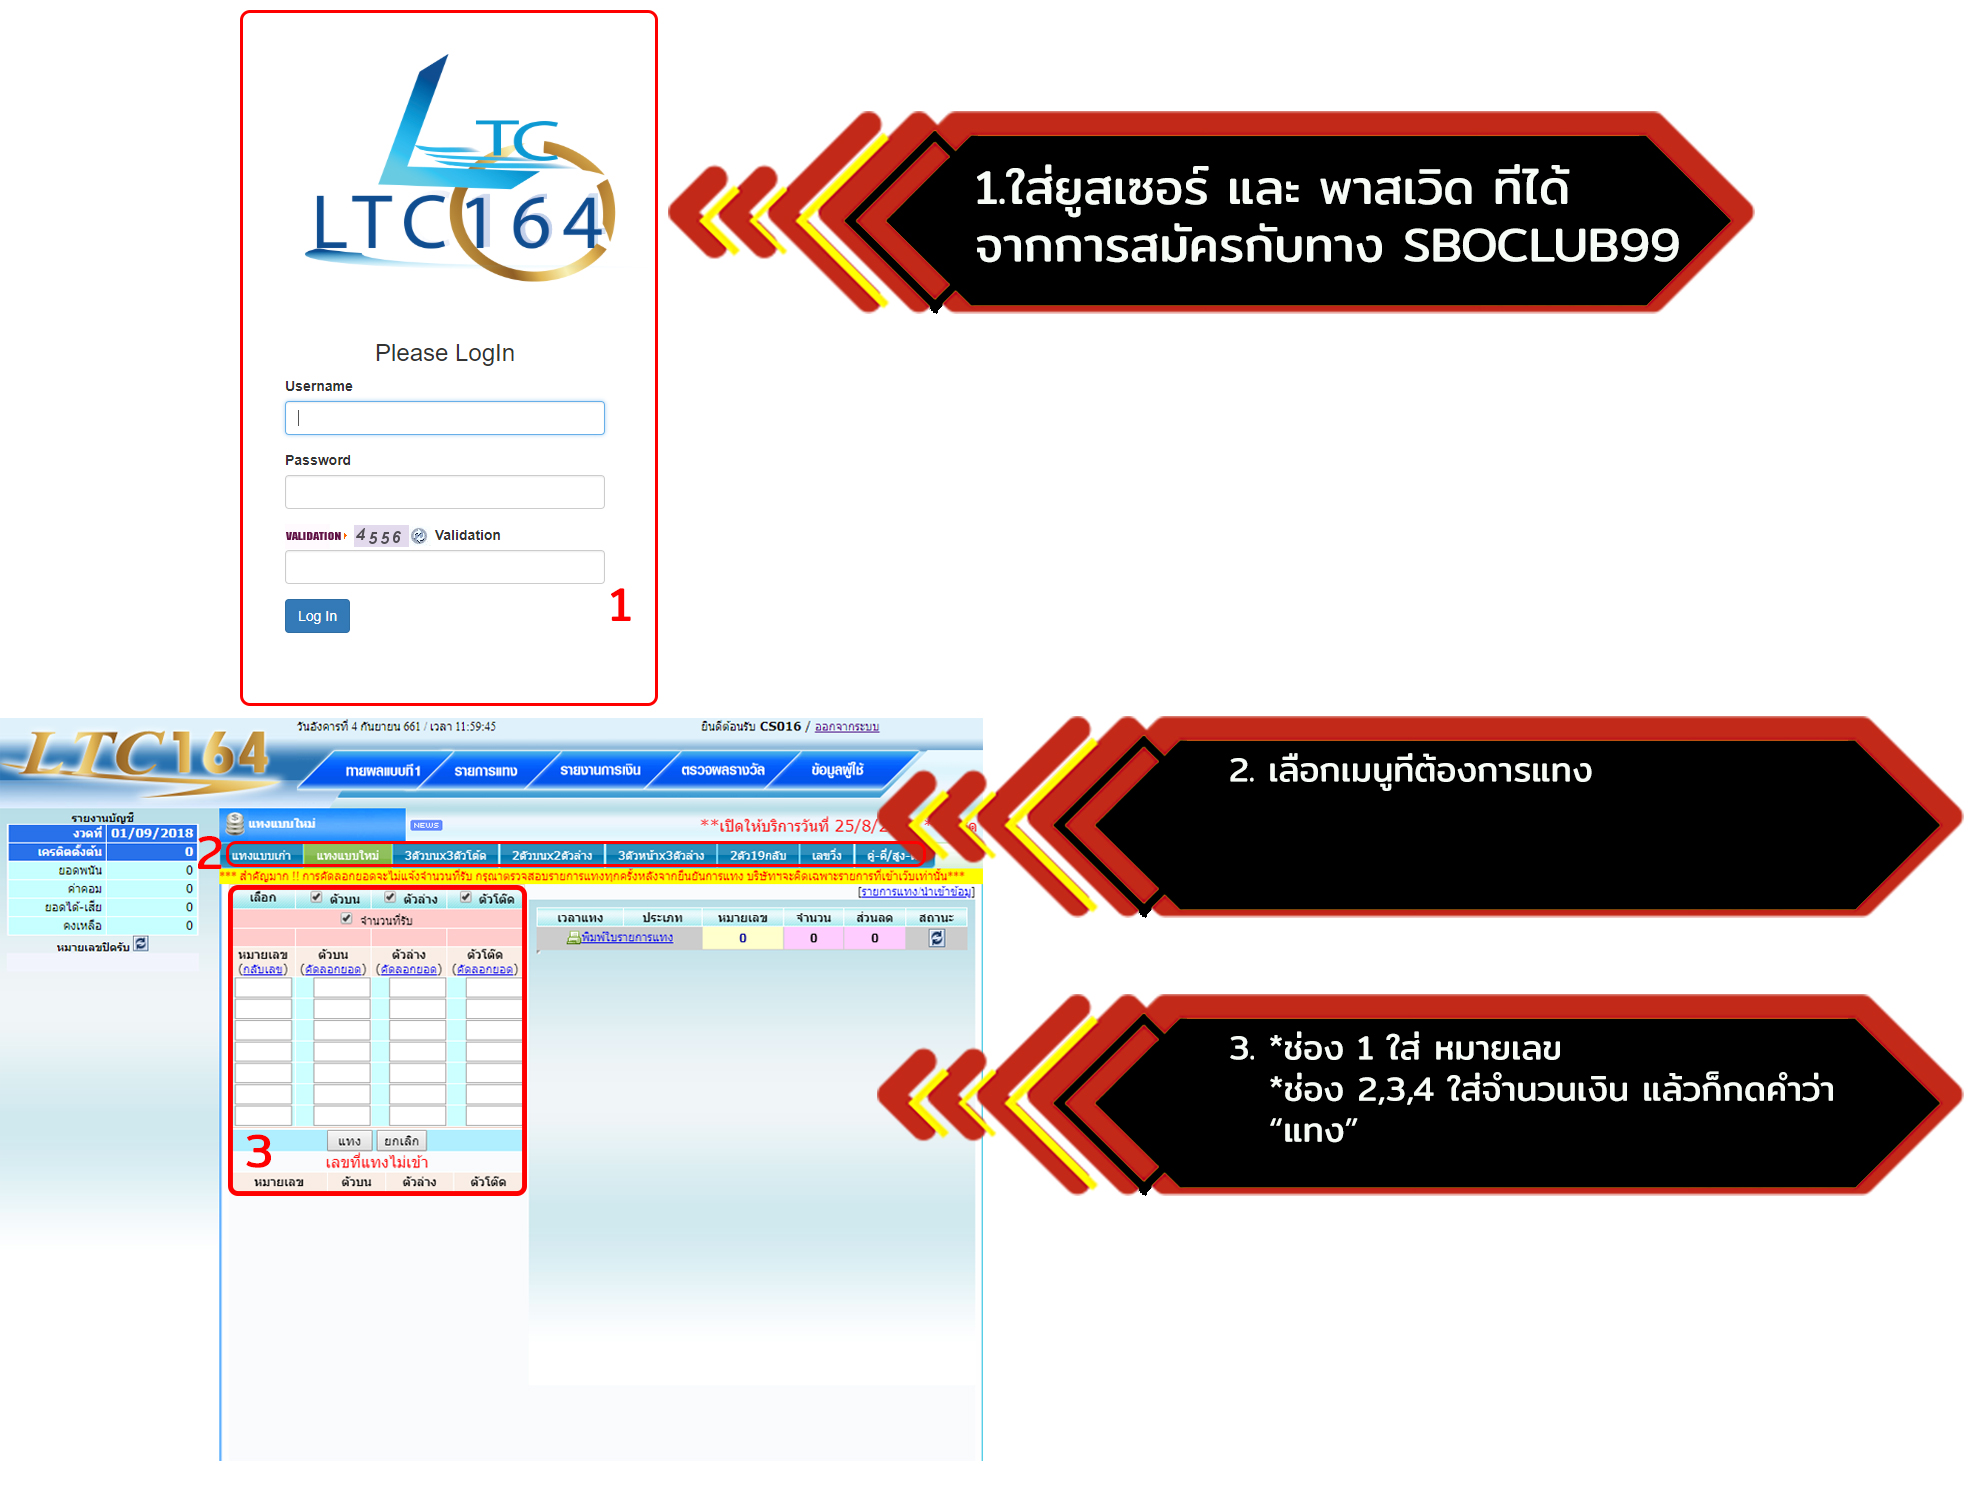 LTC
LTC164
1.ใส่ยูสเซอร์ และ พาสเวิด ที่ได้
จากการสมัครกับทาง SBOCLUB99
Please LogIn
Username
Password
VALIDATION 4556 Validation
Log In
1
LTC164
วันอังคารที่ 4 กันยายน 661 / เวลา 11:59:45
ยินดีต้อนรับ CS016 / ออกจากระบบ
ทายผลแบบที่1 รายการแทง รายงานการเงิน ตรวจผลรางวัล ข้อมูลผู้ใช้
2. เลือกเมนูที่ต้องการแทง
รายงานบัญชี
งวดที่ 01/09/2018
เครดิตตั้งต้น 0
ยอดพนัน 0
ค่าคอม 0
ยอดได้-เสีย 0
คงเหลือ 0
หมายเลขปิดรับ
แทงแบบใหม่
NEWS
**เปิดให้บริการวันที่ 25/8/
2
แทงแบบเก่า แทงแบบใหม่ 3ตัวบนx3ตัวโต๊ด 2ตัวบนx2ตัวล่าง 3ตัวหน้าx3ตัวล่าง 2ตัว19กลับ เลขวิ่ง คู่-คี่/สูง-
*** สำคัญมาก !! การคัดลอกยอดจะไม่แจ้งจำนวนที่รับ กรุณาตรวจสอบรายการแทงทุกครั้งหลังจากยืนยันการแทง บริษัทฯจะคิดเฉพาะรายการที่เข้าเว็บเท่านั้น***
[รายการแทง/นำเข้าข้อมู]
เลือก ตัวบน ตัวล่าง ตัวโต๊ด
จำนวนที่รับ
หมายเลข ตัวบน ตัวล่าง ตัวโต๊ด
(กลับเลข) (คัดลอกยอด) (คัดลอกยอด) (คัดลอกยอด)
เวลาแทง ประเภท หมายเลข จำนวน ส่วนลด สถานะ
พิมพ์ใบรายการแทง 0 0 0
แทง ยกเลิก
3
เลขที่แทงไม่เข้า
หมายเลข ตัวบน ตัวล่าง ตัวโต๊ด
3. *ช่อง 1 ใส่ หมายเลข
*ช่อง 2,3,4 ใส่จำนวนเงิน แล้วก็กดคำว่า
“แทง”